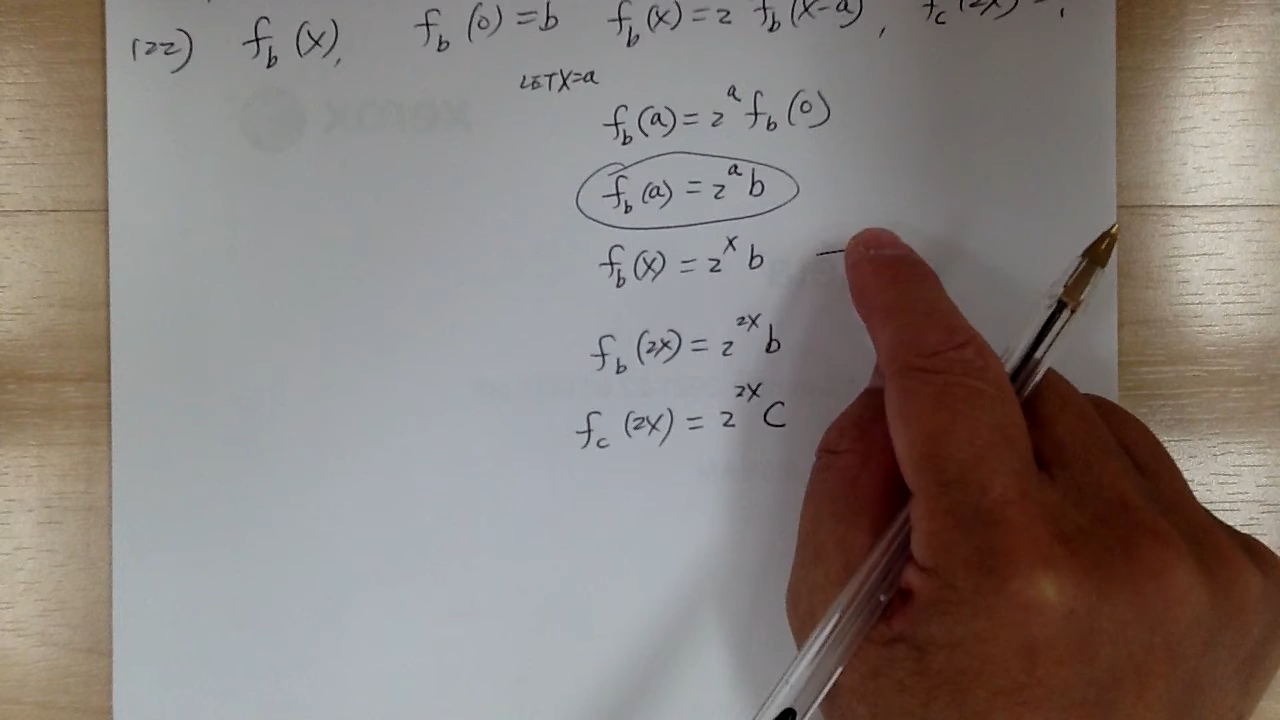 (22) f_b(x), f_b(0)=b f_b(x)=2 f_b(x-a), f_c(2x)
LET X=a
f_b(a)=2^a f_b(0)
f_b(a)=2^a b
f_b(x)=2^x b
f_b(2x)=2^2x b
f_c(2x)=2^2x C